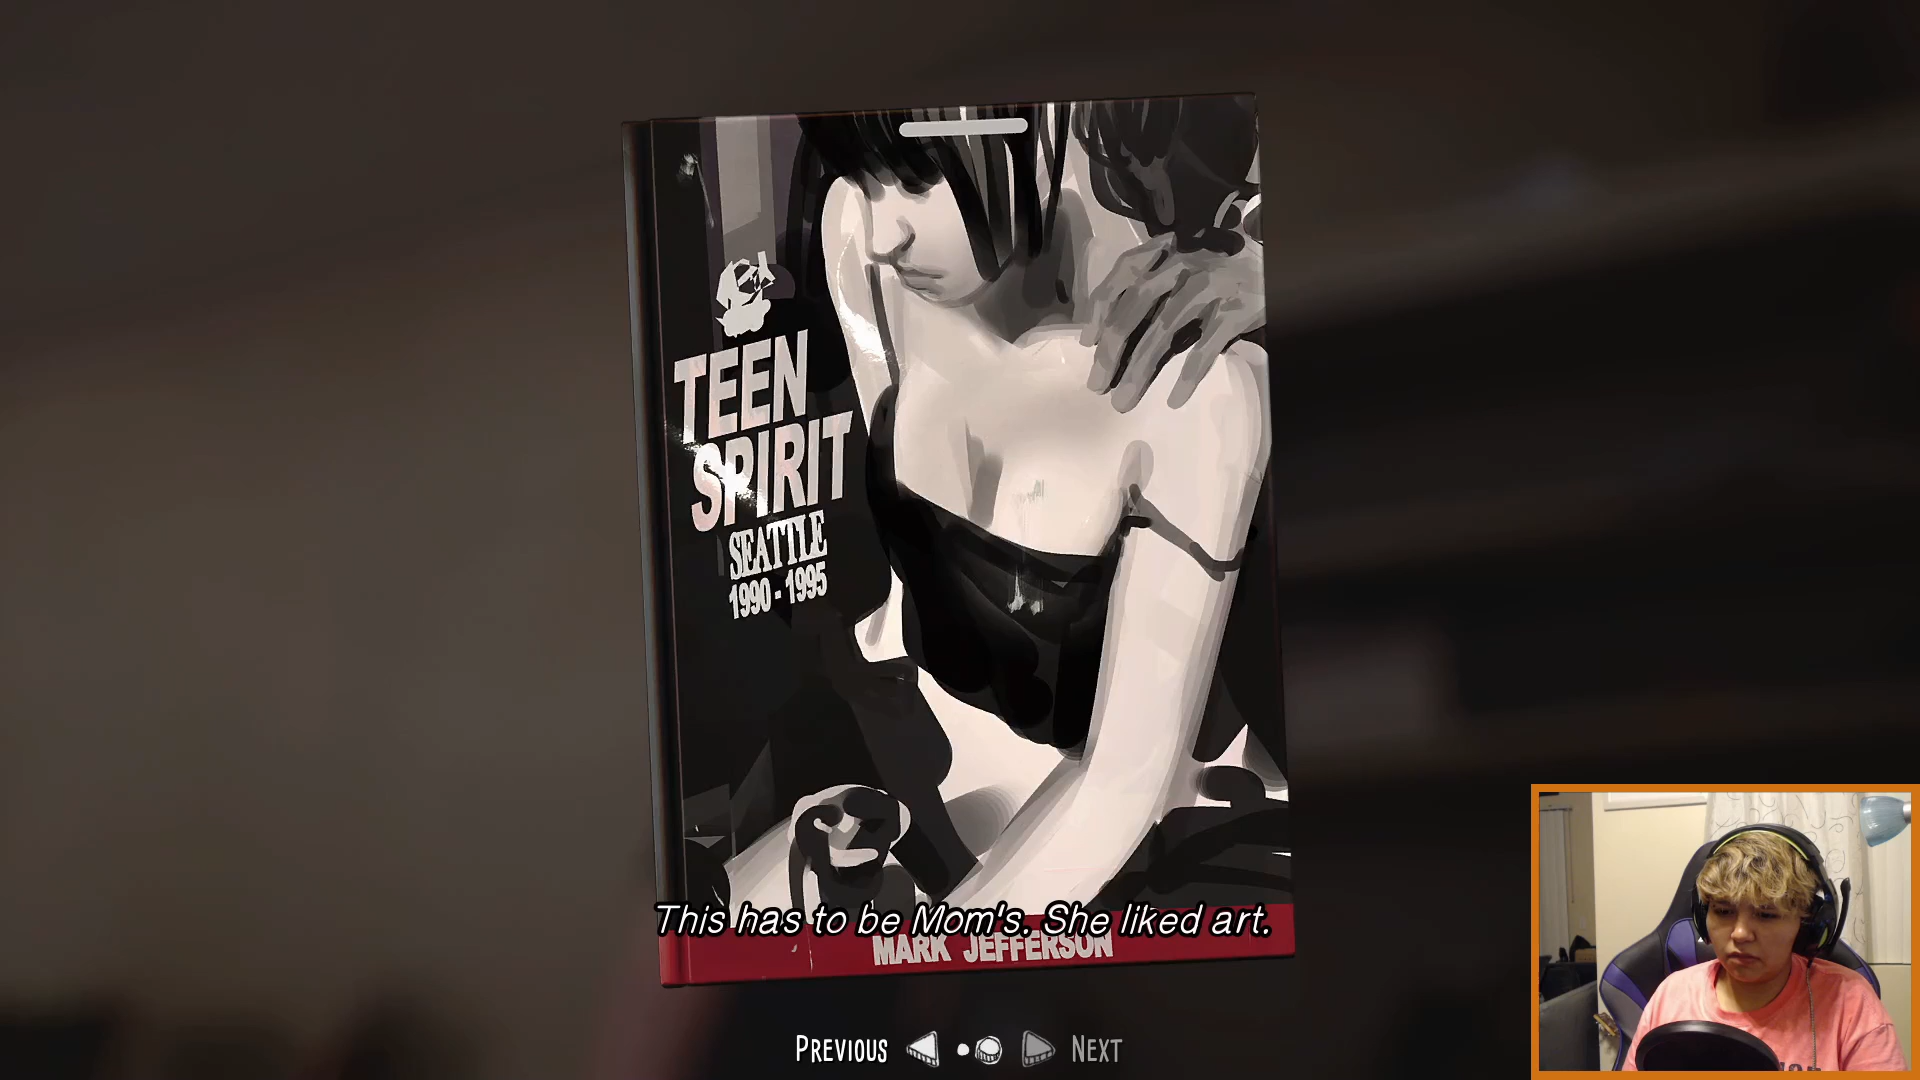 TEEN
SPIRIT
SEATTLE
1990 - 1995
This has to be Mom's. She liked art.
MARK JEFFERSON
PREVIOUS
NEXT